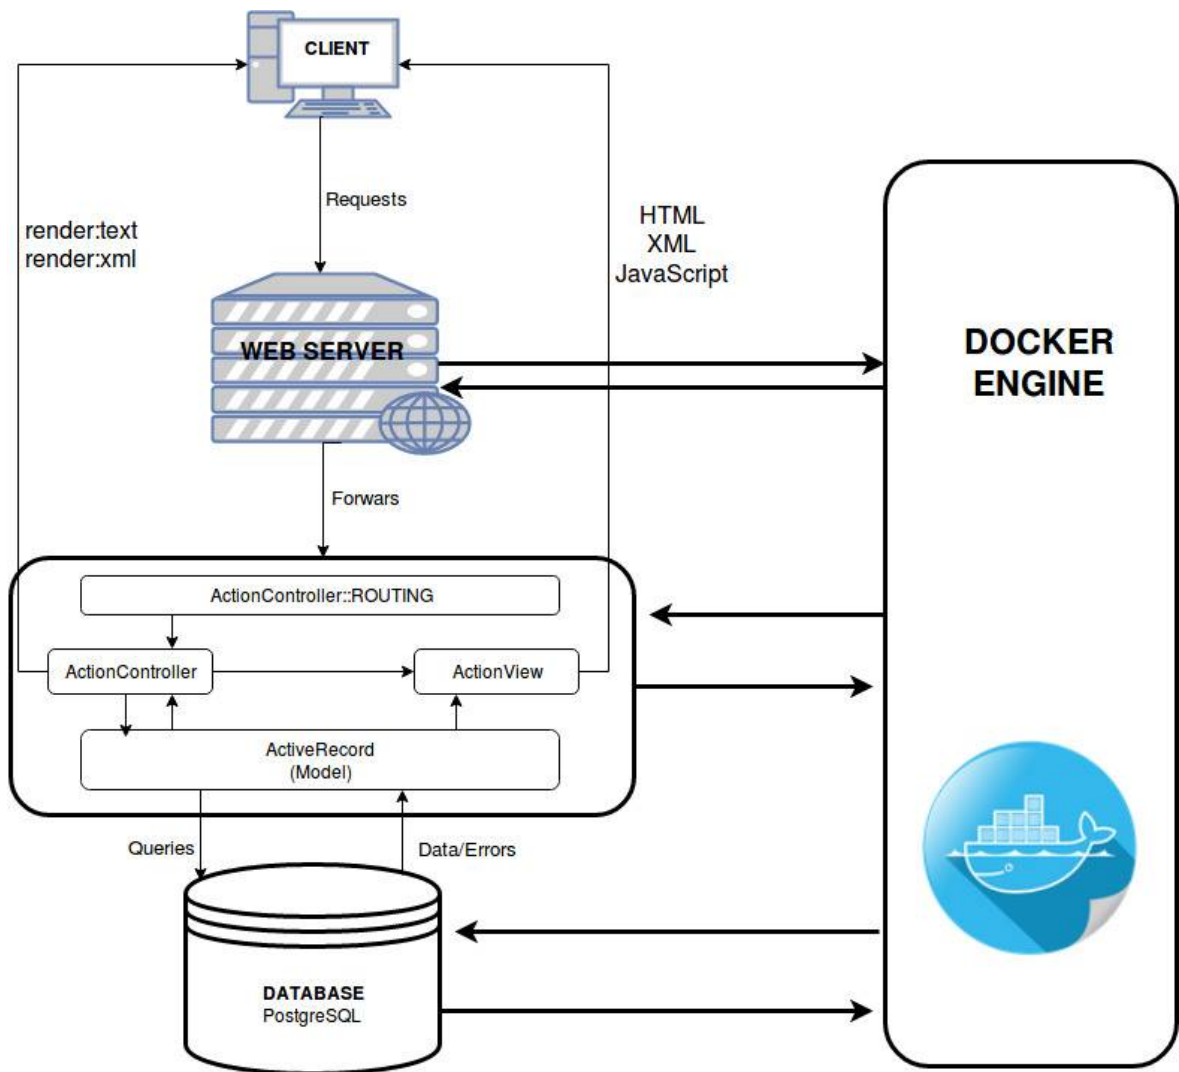 CLIENT
Requests
render:text
render:xml
HTML
XML
JavaScript
WEB SERVER
DOCKER
ENGINE
Forwars
ActionController::ROUTING
ActionController
ActionView
ActiveRecord
(Model)
Queries
Data/Errors
DATABASE
PostgreSQL